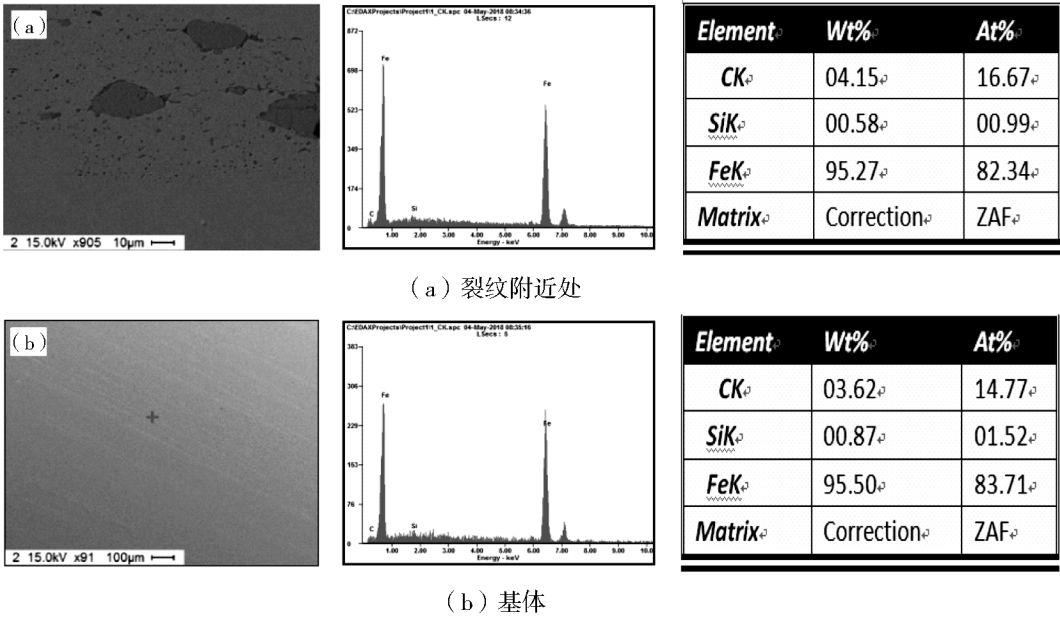 (a)
2 15.0kV x905 10μm
C:\EDAXProjects\Project1\1_CK.spc 04-May-2018 08:34:36
LSecs : 12
872
698
523
349
174
0
Fe
Fe
C
Si
1.00 2.00 3.00 4.00 5.00 6.00 7.00 8.00 9.00 10.0
Energy - keV
Element Wt% At%
CK 04.15 16.67
SiK 00.58 00.99
FeK 95.27 82.34
Matrix Correction ZAF
(a)裂纹附近处
(b)
2 15.0kV x91 100μm
C:\EDAXProjects\Project1\1_CK.spc 04-May-2018 08:35:16
LSecs : 5
383
306
229
153
76
0
Fe
Fe
C
Si
1.00 2.00 3.00 4.00 5.00 6.00 7.00 8.00 9.00 10.0
Energy - keV
Element Wt% At%
CK 03.62 14.77
SiK 00.87 01.52
FeK 95.50 83.71
Matrix Correction ZAF
(b)基体